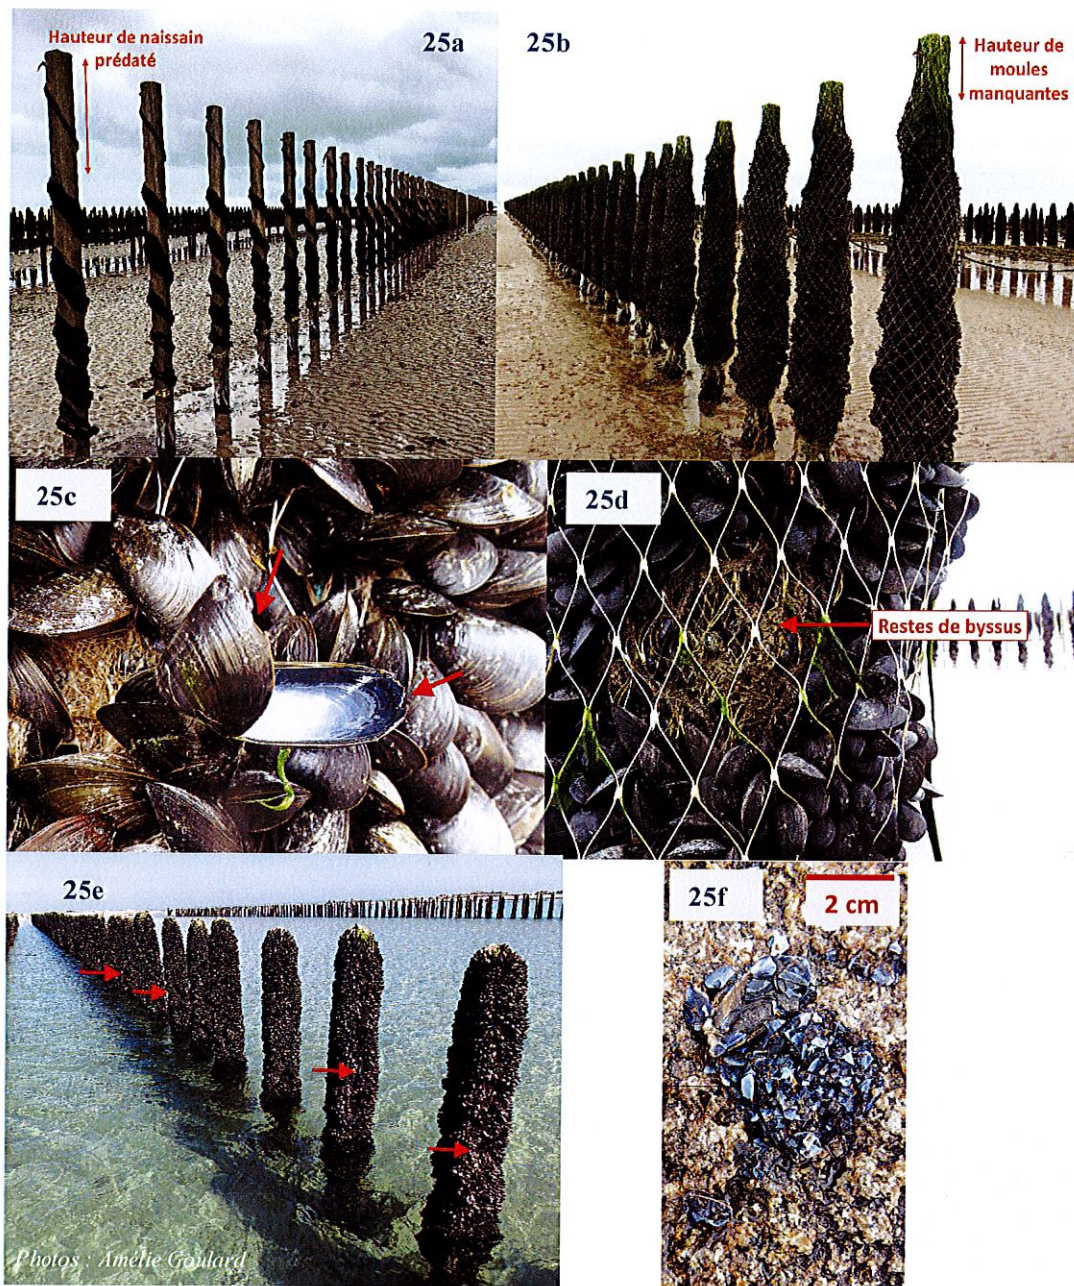 Hauteur de naissain
prédaté
25a
25b
Hauteur de
moules
manquantes
25c
25d
Restes de byssus
25e
25f
2 cm
Photos : Amélie Goulard